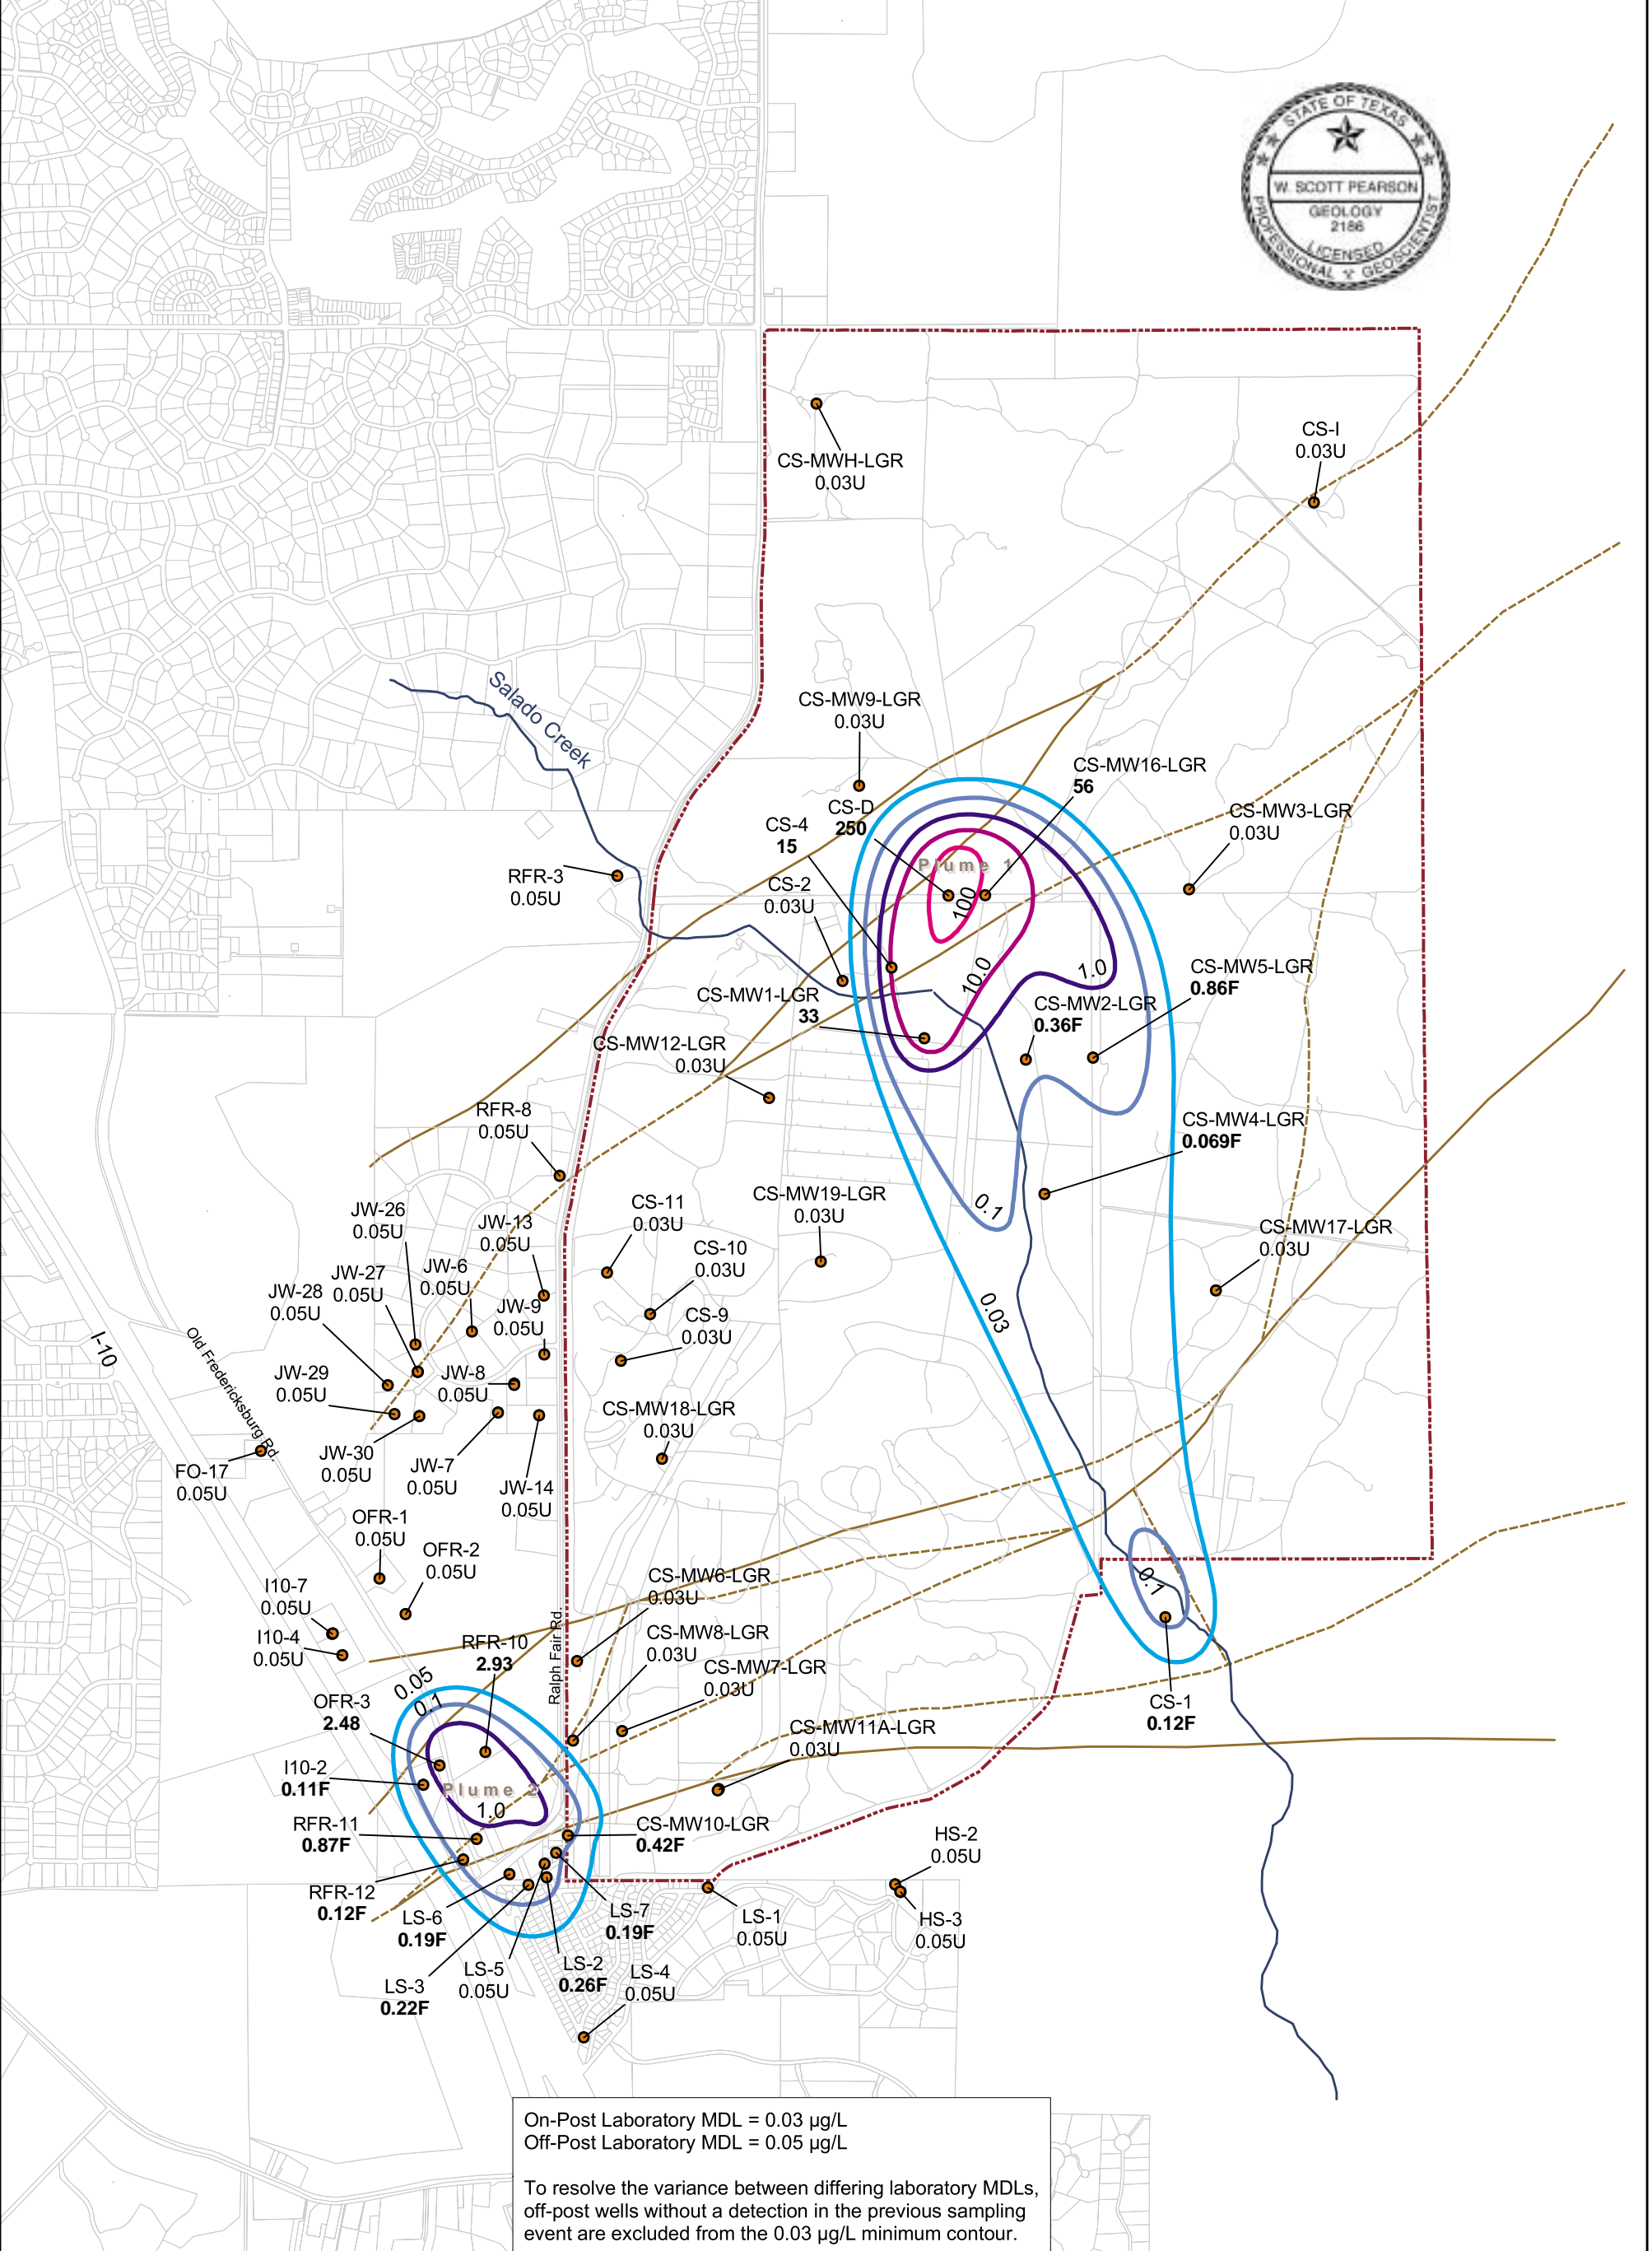 STATE OF TEXAS
W. SCOTT PEARSON
GEOLOGY
2186
LICENSED
PROFESSIONAL GEOSCIENTIST
CS-I
0.03U
CS-MWH-LGR
0.03U
Salado Creek
CS-MW9-LGR
0.03U
CS-MW16-LGR
56
CS-D
250
CS-4
15
CS-MW3-LGR
0.03U
Plume 1
RFR-3
0.05U
CS-2
0.03U
100
10.0
1.0
CS-MW5-LGR
0.86F
CS-MW1-LGR
33
CS-MW2-LGR
0.36F
CS-MW12-LGR
0.03U
RFR-8
0.05U
CS-MW4-LGR
0.069F
CS-MW19-LGR
0.03U
0.1
CS-11
0.03U
JW-26
0.05U
JW-13
0.05U
CS-MW17-LGR
0.03U
CS-10
0.03U
JW-6
0.05U
JW-27
0.05U
JW-28
0.05U
JW-9
0.05U
CS-9
0.03U
0.03
I-10
Old Fredericksburg Rd.
JW-29
0.05U
JW-8
0.05U
CS-MW18-LGR
0.03U
JW-30
0.05U
JW-7
0.05U
FO-17
0.05U
JW-14
0.05U
OFR-1
0.05U
OFR-2
0.05U
I10-7
0.05U
CS-MW6-LGR
0.03U
0.1
I10-4
0.05U
RFR-10
2.93
Ralph Fair Rd.
CS-MW8-LGR
0.03U
CS-MW7-LGR
0.03U
0.05
0.1
OFR-3
2.48
CS-1
0.12F
CS-MW11A-LGR
0.03U
I10-2
0.11F
Plume 2
1.0
RFR-11
0.87F
CS-MW10-LGR
0.42F
HS-2
0.05U
RFR-12
0.12F
LS-6
0.19F
LS-7
0.19F
LS-1
0.05U
HS-3
0.05U
LS-3
0.22F
LS-5
0.05U
LS-2
0.26F
LS-4
0.05U
On-Post Laboratory MDL = 0.03 µg/L
Off-Post Laboratory MDL = 0.05 µg/L
To resolve the variance between differing laboratory MDLs,
off-post wells without a detection in the previous sampling
event are excluded from the 0.03 µg/L minimum contour.